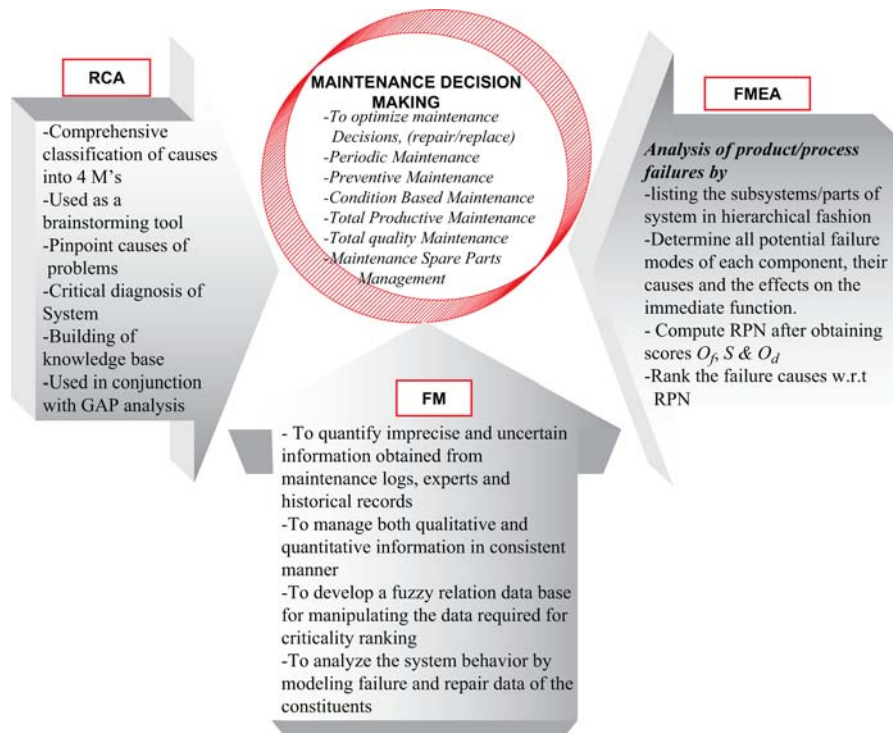 RCA
-Comprehensive
classification of causes
into 4 M's
-Used as a
brainstorming tool
-Pinpoint causes of
problems
-Critical diagnosis of
System
-Building of
knowledge base
-Used in conjunction
with GAP analysis
MAINTENANCE DECISION
MAKING
-To optimize maintenance
Decisions, (repair/replace)
-Periodic Maintenance
-Preventive Maintenance
-Condition Based Maintenance
-Total Productive Maintenance
-Total quality Maintenance
-Maintenance Spare Parts
Management
FMEA
Analysis of product/process
failures by
-listing the subsystems/parts of
system in hierarchical fashion
-Determine all potential failure
modes of each component, their
causes and the effects on the
immediate function.
- Compute RPN after obtaining
scores Of, S & Od
-Rank the failure causes w.r.t
RPN
FM
- To quantify imprecise and uncertain
information obtained from
maintenance logs, experts and
historical records
-To manage both qualitative and
quantitative information in consistent
manner
-To develop a fuzzy relation data base
for manipulating the data required for
criticality ranking
-To analyze the system behavior by
modeling failure and repair data of the
constituents